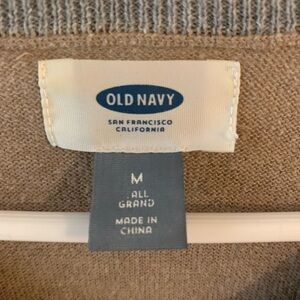 OLD NAVY
SAN FRANCISCO
CALIFORNIA
M
ALL
GRAND
MADE IN
CHINA